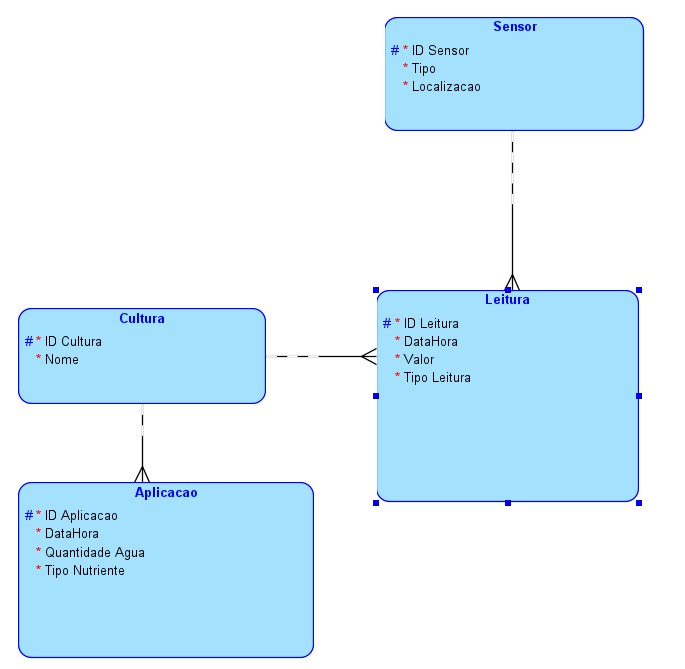 Sensor
# * ID Sensor
* Tipo
* Localizacao
Cultura
# * ID Cultura
* Nome
Leitura
# * ID Leitura
* DataHora
* Valor
* Tipo Leitura
Aplicacao
# * ID Aplicacao
* DataHora
* Quantidade Agua
* Tipo Nutriente